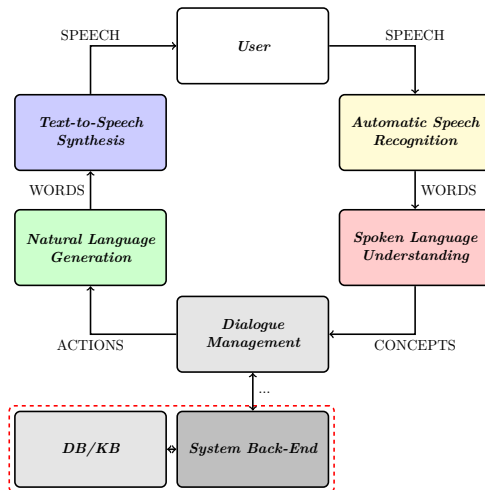 SPEECH
User
SPEECH
Text-to-Speech
Synthesis
Automatic Speech
Recognition
WORDS
WORDS
Natural Language
Generation
Spoken Language
Understanding
Dialogue
Management
ACTIONS
CONCEPTS
...
DB/KB
System Back-End